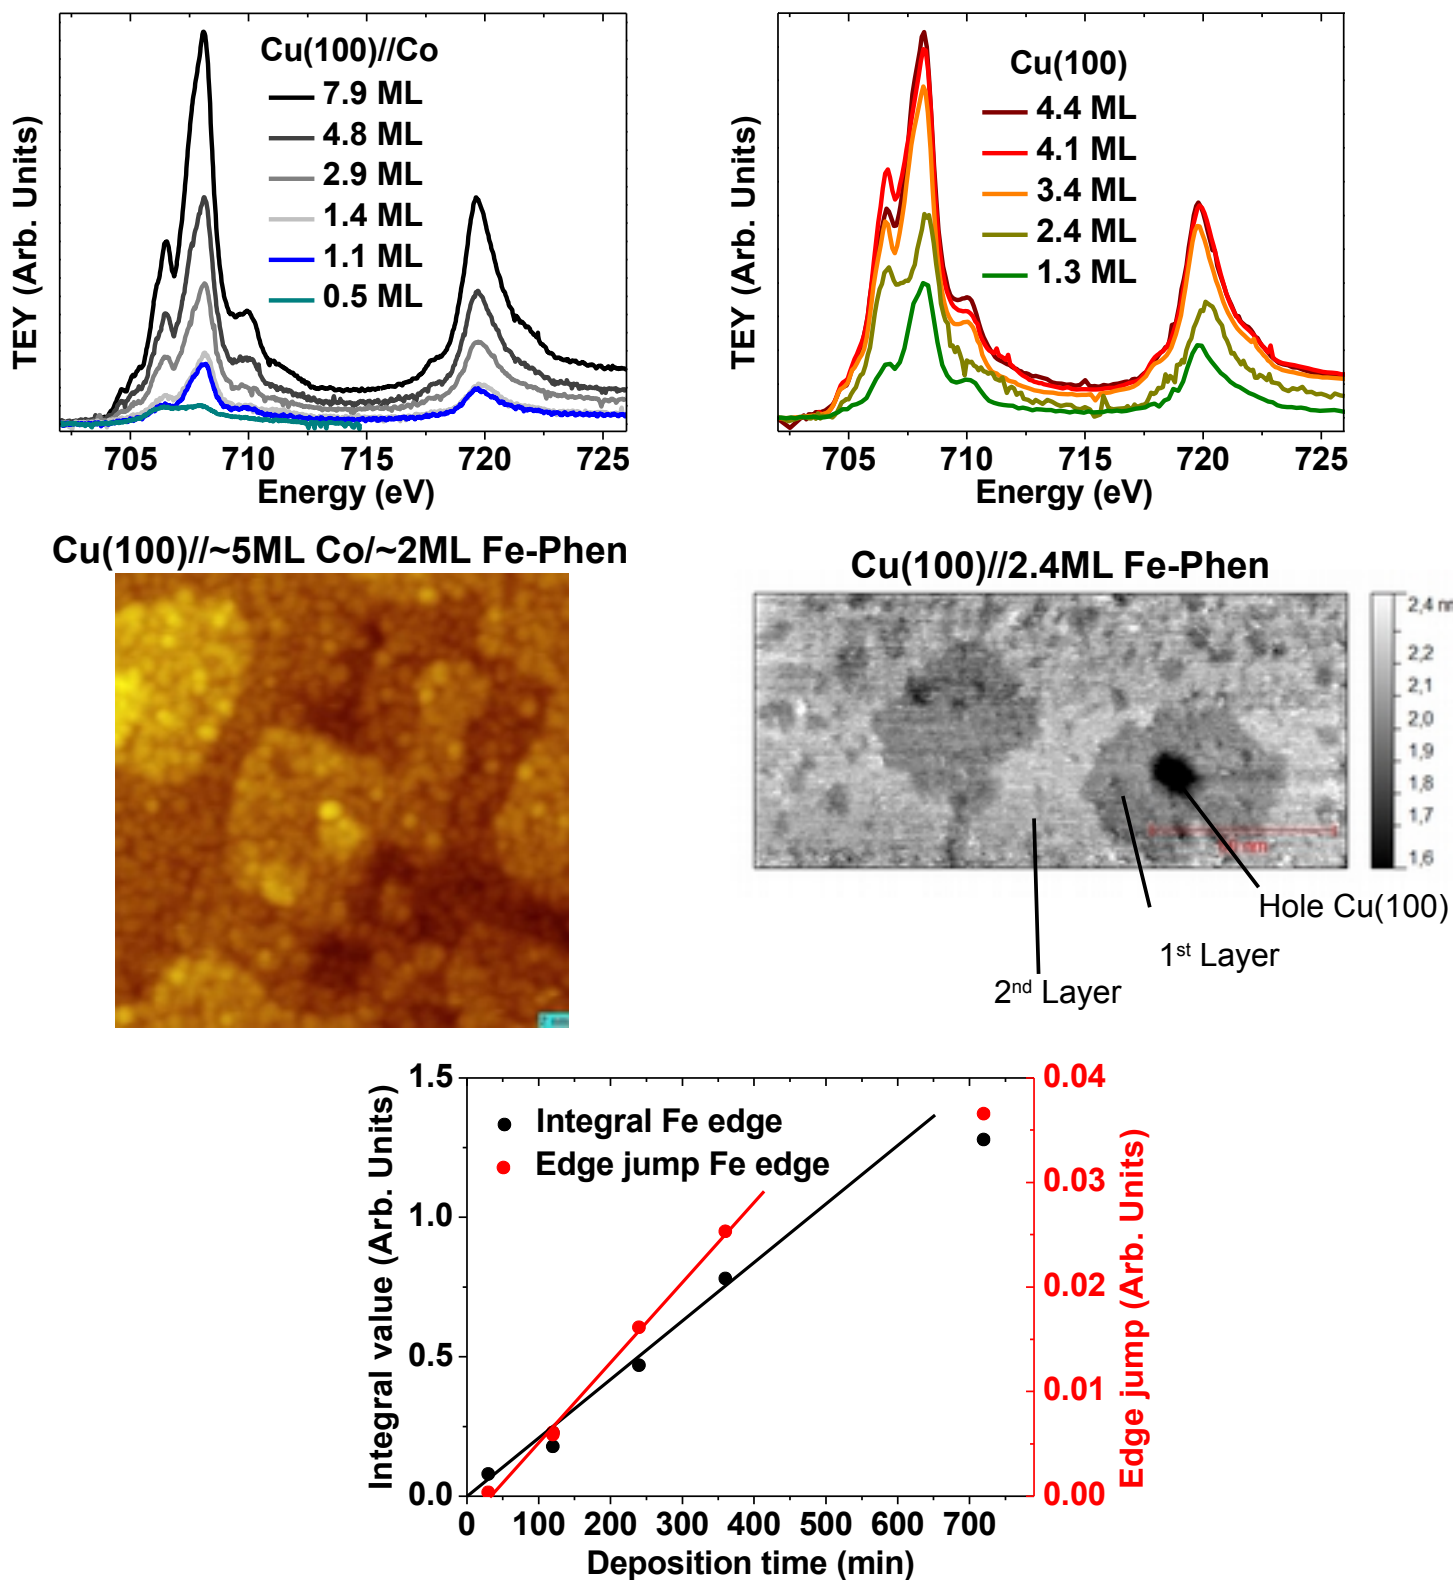 Cu(100)//Co
7.9 ML
4.8 ML
2.9 ML
1.4 ML
1.1 ML
0.5 ML
TEY (Arb. Units)
705 710 715 720 725
Energy (eV)
Cu(100)
4.4 ML
4.1 ML
3.4 ML
2.4 ML
1.3 ML
TEY (Arb. Units)
705 710 715 720 725
Energy (eV)
Cu(100)//~5ML Co/~2ML Fe-Phen
Cu(100)//2.4ML Fe-Phen
2,4
2,2
2,1
2,0
1,9
1,8
1,7
1,6
nm
Hole Cu(100)
1st Layer
2nd Layer
Integral Fe edge
Edge jump Fe edge
Integral value (Arb. Units)
1.5
1.0
0.5
0.0
0.04
0.03
0.02
0.01
0.00
Edge jump (Arb. Units)
0 100 200 300 400 500 600 700
Deposition time (min)